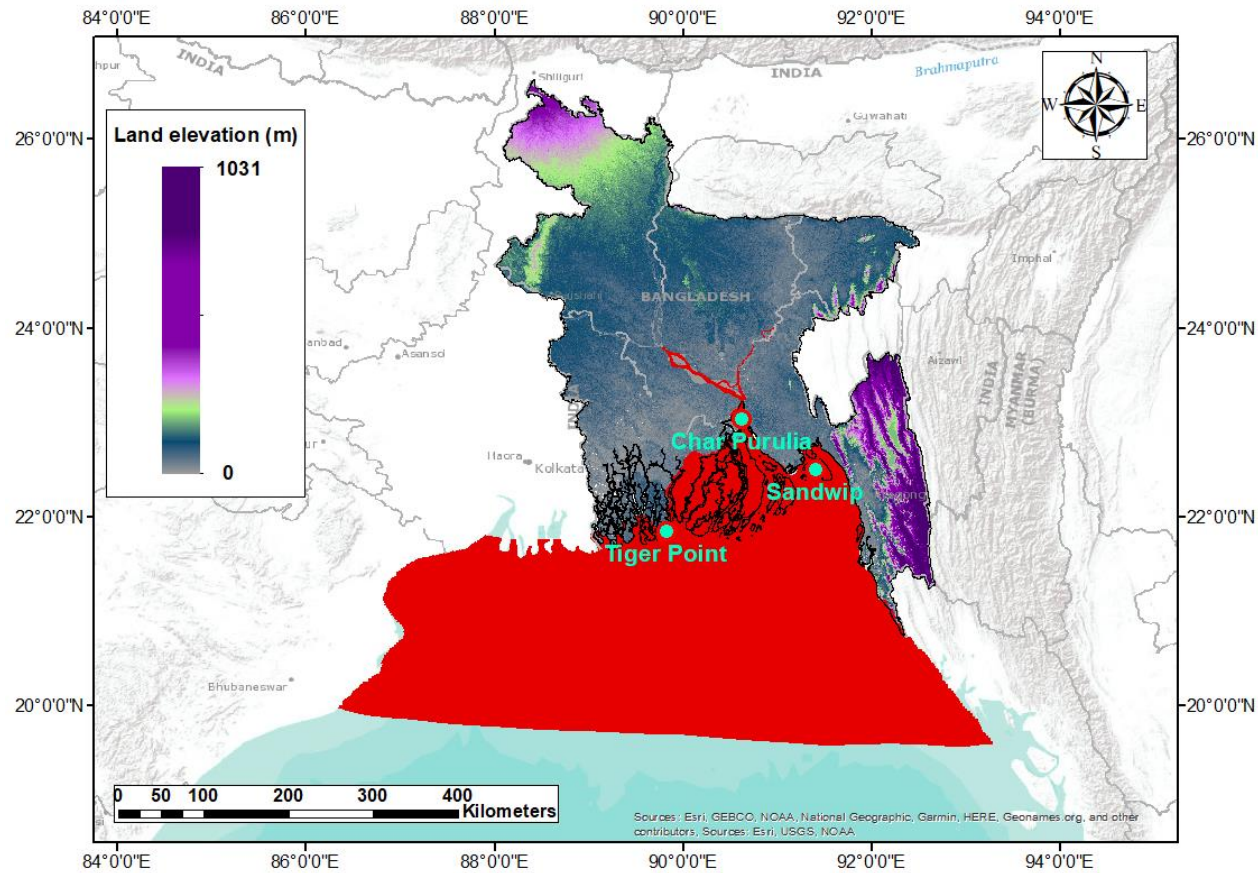 84°0'0"E 86°0'0"E 88°0'0"E 90°0'0"E 92°0'0"E 94°0'0"E
INDIA
Shiliguri
INDIA
Brahmaputra
N
W E
S
26°0'0"N
26°0'0"N
Guwahati
Land elevation (m)
1031
0
Imphal
BANGLADESH
24°0'0"N
24°0'0"N
anbad
Asansol
Aizawl
INDIA
MYANMAR
(BURMA)
INDIA
Char Purulia
Haora
Kolkata
Sandwip
22°0'0"N
22°0'0"N
Tiger Point
Bhubaneswar
20°0'0"N
20°0'0"N
0 50 100 200 300 400
Kilometers
Sources: Esri, GEBCO, NOAA, National Geographic, Garmin, HERE, Geonames.org, and other
contributors, Sources: Esri, USGS, NOAA
84°0'0"E 86°0'0"E 88°0'0"E 90°0'0"E 92°0'0"E 94°0'0"E